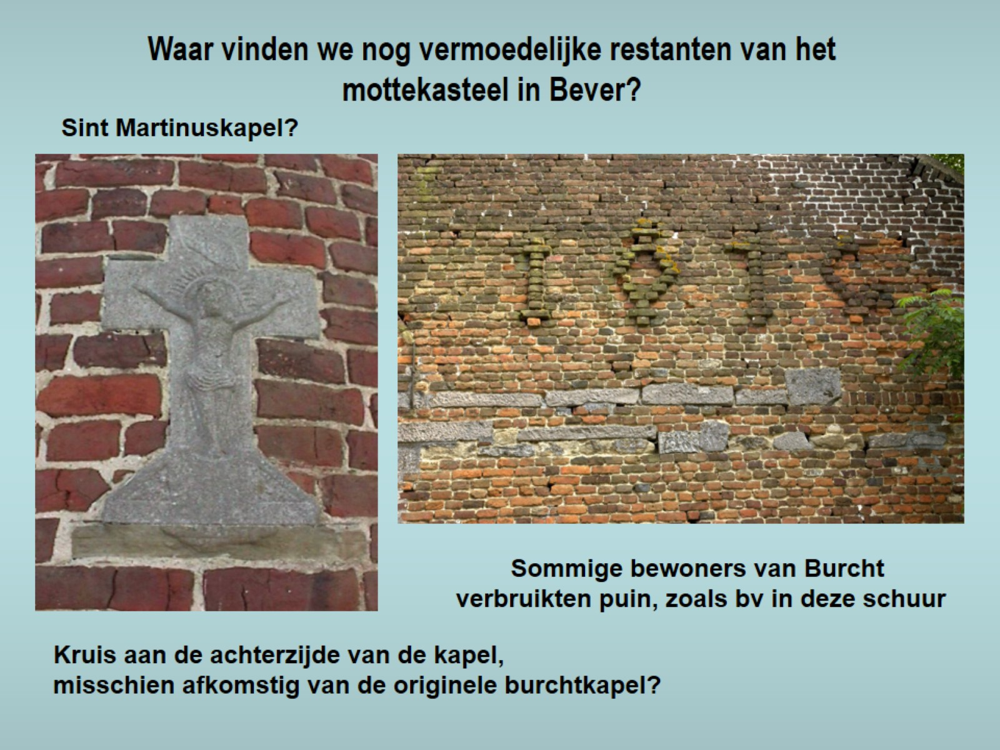 Waar vinden we nog vermoedelijke restanten van het
mottekasteel in Bever?
Sint Martinuskapel?
Sommige bewoners van Burcht
verbruikten puin, zoals bv in deze schuur
Kruis aan de achterzijde van de kapel,
misschien afkomstig van de originele burchtkapel?